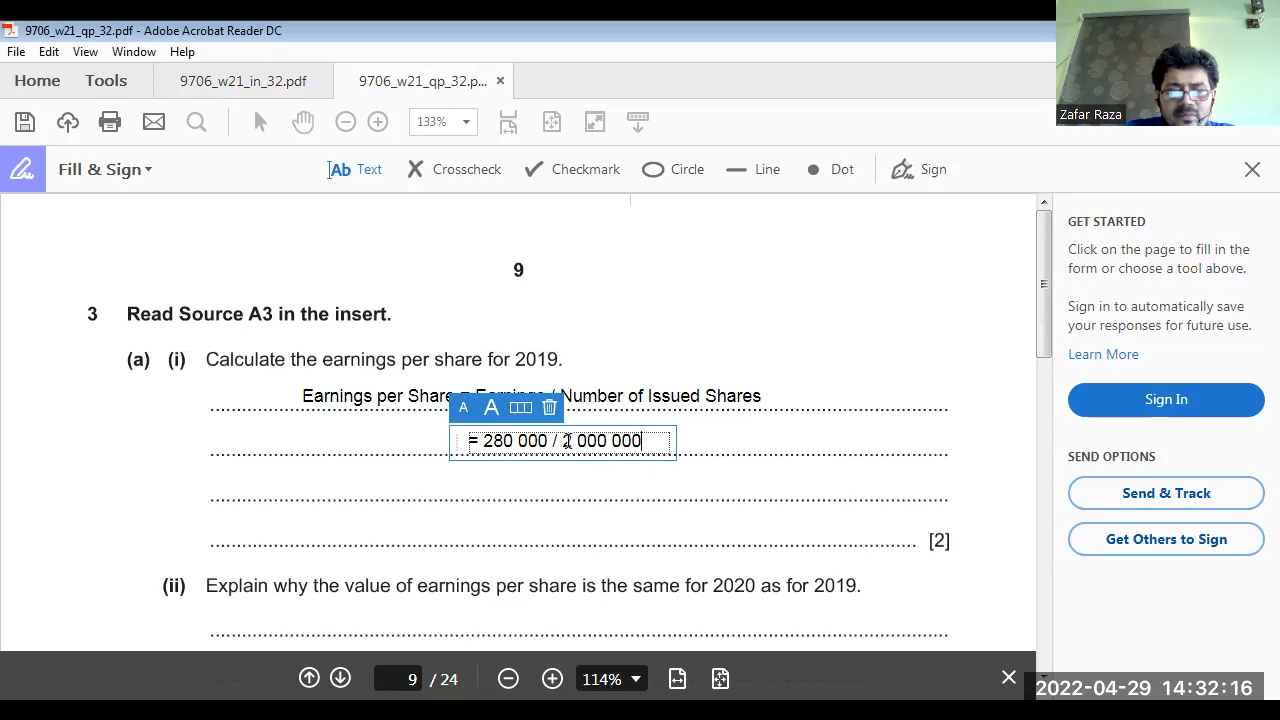 9706_w21_qp_32.pdf - Adobe Acrobat Reader DC
File Edit View Window Help
Home Tools 9706_w21_in_32.pdf 9706_w21_qp_32.p... ×
133%
Zafar Raza
Fill & Sign Ab Text Crosscheck Checkmark Circle Line Dot Sign
9
3 Read Source A3 in the insert.
(a) (i) Calculate the earnings per share for 2019.
Earnings per Share = Earnings / Number of Issued Shares
A A
= 280 000 / 2 000 000
[2]
(ii) Explain why the value of earnings per share is the same for 2020 as for 2019.
GET STARTED
Click on the page to fill in the
form or choose a tool above.
Sign in to automatically save
your responses for future use.
Learn More
Sign In
SEND OPTIONS
Send & Track
Get Others to Sign
9 / 24 114%
2022-04-29 14:32:16